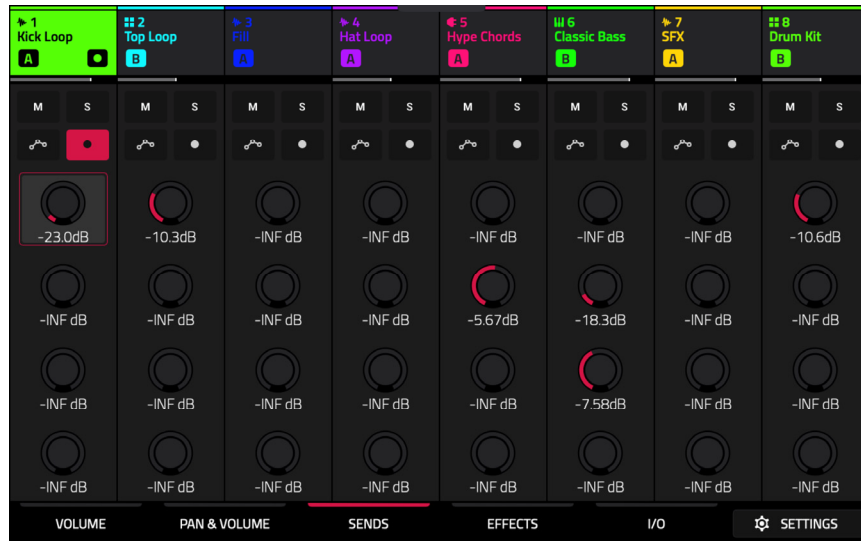 1 2 3 4 5 6 7 8
Kick Loop Top Loop Fill Hat Loop Hype Chords Classic Bass SFX Drum Kit
A B A A A B A B
M S M S M S M S M S M S M S M S
-23.0dB -10.3dB -INF dB -INF dB -INF dB -INF dB -INF dB -10.6dB
-INF dB -INF dB -INF dB -INF dB -5.67dB -18.3dB -INF dB -INF dB
-INF dB -INF dB -INF dB -INF dB -INF dB -7.58dB -INF dB -INF dB
-INF dB -INF dB -INF dB -INF dB -INF dB -INF dB -INF dB -INF dB
VOLUME PAN & VOLUME SENDS EFFECTS I/O SETTINGS